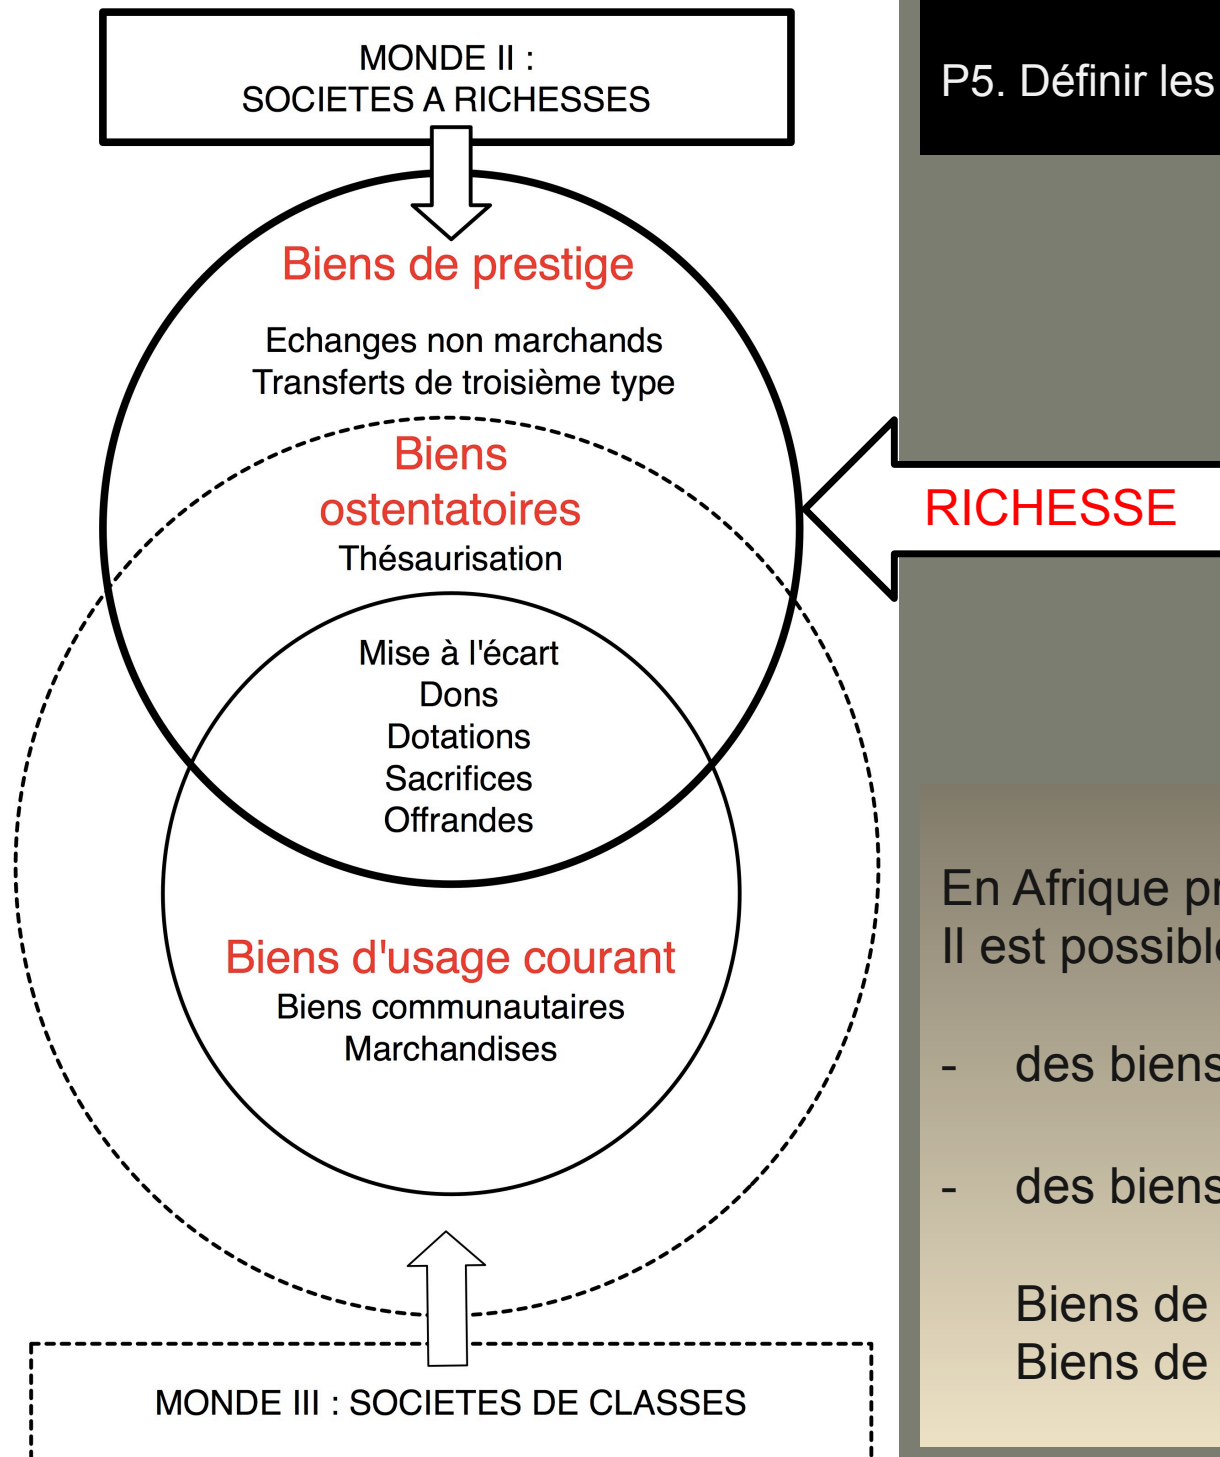 MONDE II :
SOCIETES A RICHESSES
Biens de prestige
Echanges non marchands
Transferts de troisième type
Biens
ostentatoires
Thésaurisation
Mise à l'écart
Dons
Dotations
Sacrifices
Offrandes
Biens d'usage courant
Biens communautaires
Marchandises
MONDE III : SOCIETES DE CLASSES
P5. Définir les
RICHESSE
En Afrique
Il est possible
- des biens
- des biens
Biens de
Biens de